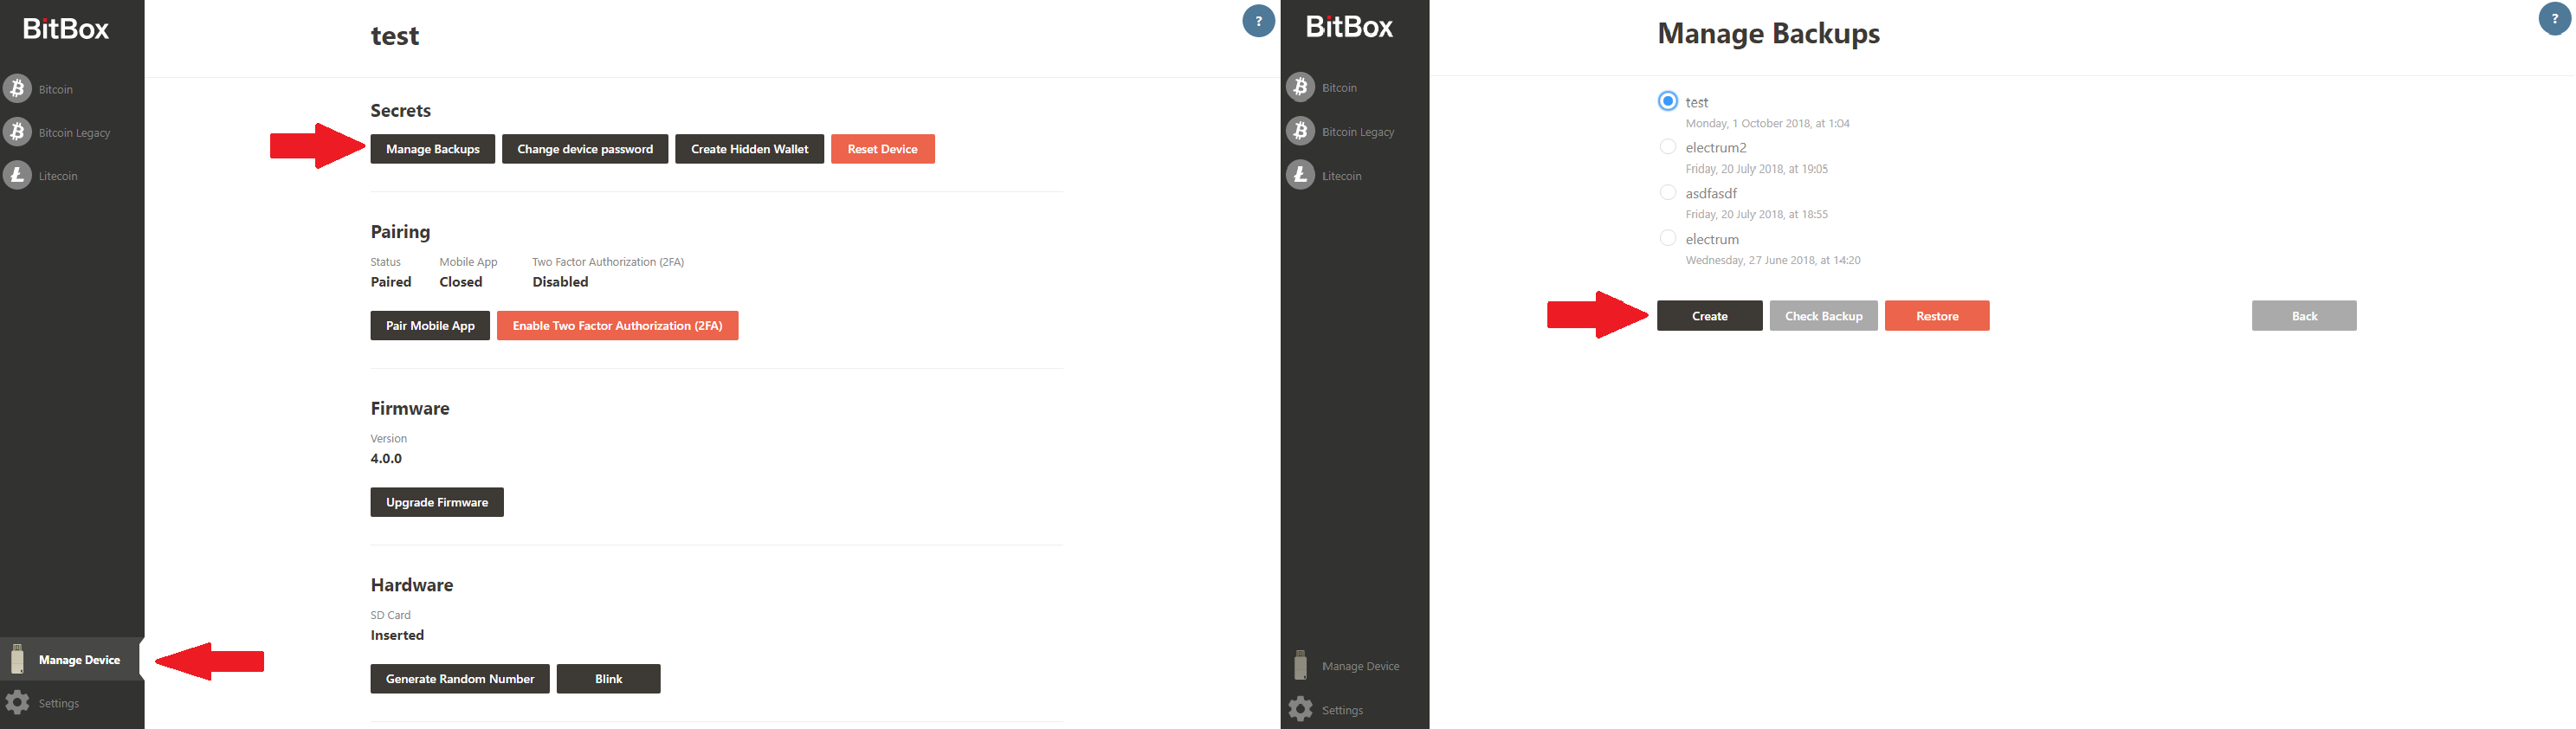 BitBox
Bitcoin
Bitcoin Legacy
Litecoin
Manage Device
Settings
test
?
Secrets
Manage Backups Change device password Create Hidden Wallet Reset Device
Pairing
Status Mobile App Two Factor Authorization (2FA)
Paired Closed Disabled
Pair Mobile App Enable Two Factor Authorization (2FA)
Firmware
Version
4.0.0
Upgrade Firmware
Hardware
SD Card
Inserted
Generate Random Number Blink
BitBox
Bitcoin
Bitcoin Legacy
Litecoin
Manage Device
Settings
Manage Backups
?
test
Monday, 1 October 2018, at 1:04
electrum2
Friday, 20 July 2018, at 19:05
asdfasdf
Friday, 20 July 2018, at 18:55
electrum
Wednesday, 27 June 2018, at 14:20
Create Check Backup Restore Back